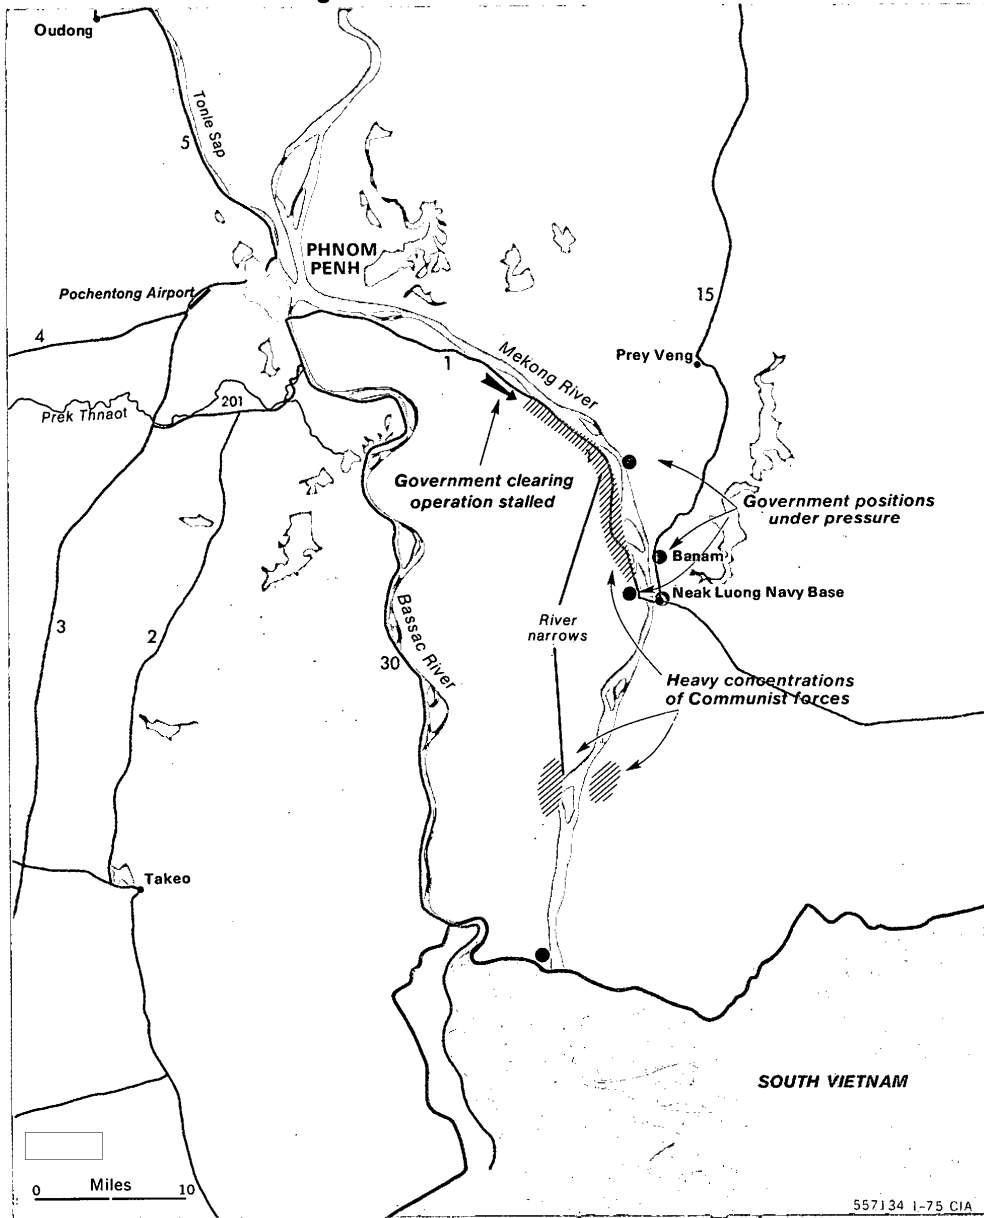 Oudong
Tonle Sap
5
PHNOM
PENH
Pochentong Airport
15
4
Mekong River
1
Prey Veng
201
Prek Thnaot
Government clearing
operation stalled
Government positions
under pressure
Banam
Neak Luong Navy Base
River
narrows
3
2
Bassac River
30
Heavy concentrations
of Communist forces
Takeo
SOUTH VIETNAM
Miles
0 10
557134 1-75 CIA